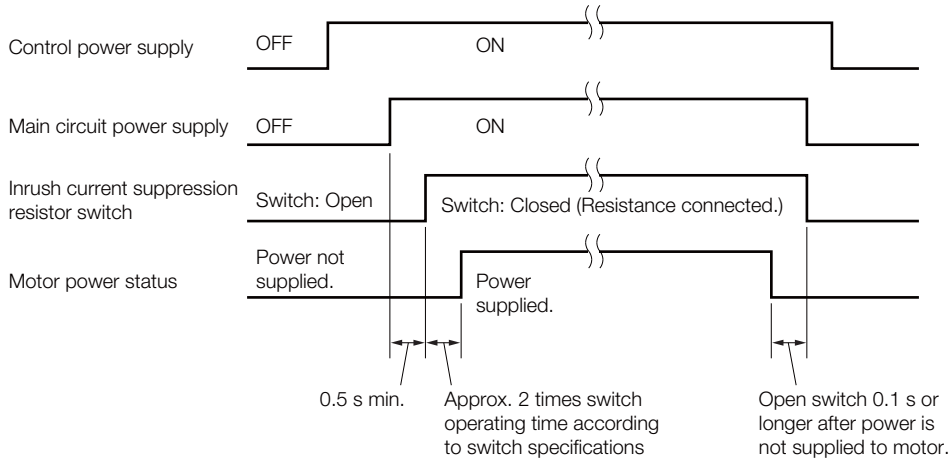 Control power supply
OFF
ON
Main circuit power supply
OFF
ON
Inrush current suppression
resistor switch
Switch: Open
Switch: Closed (Resistance connected.)
Motor power status
Power not
supplied.
Power
supplied.
0.5 s min.
Approx. 2 times switch
operating time according
to switch specifications
Open switch 0.1 s or
longer after power is
not supplied to motor.